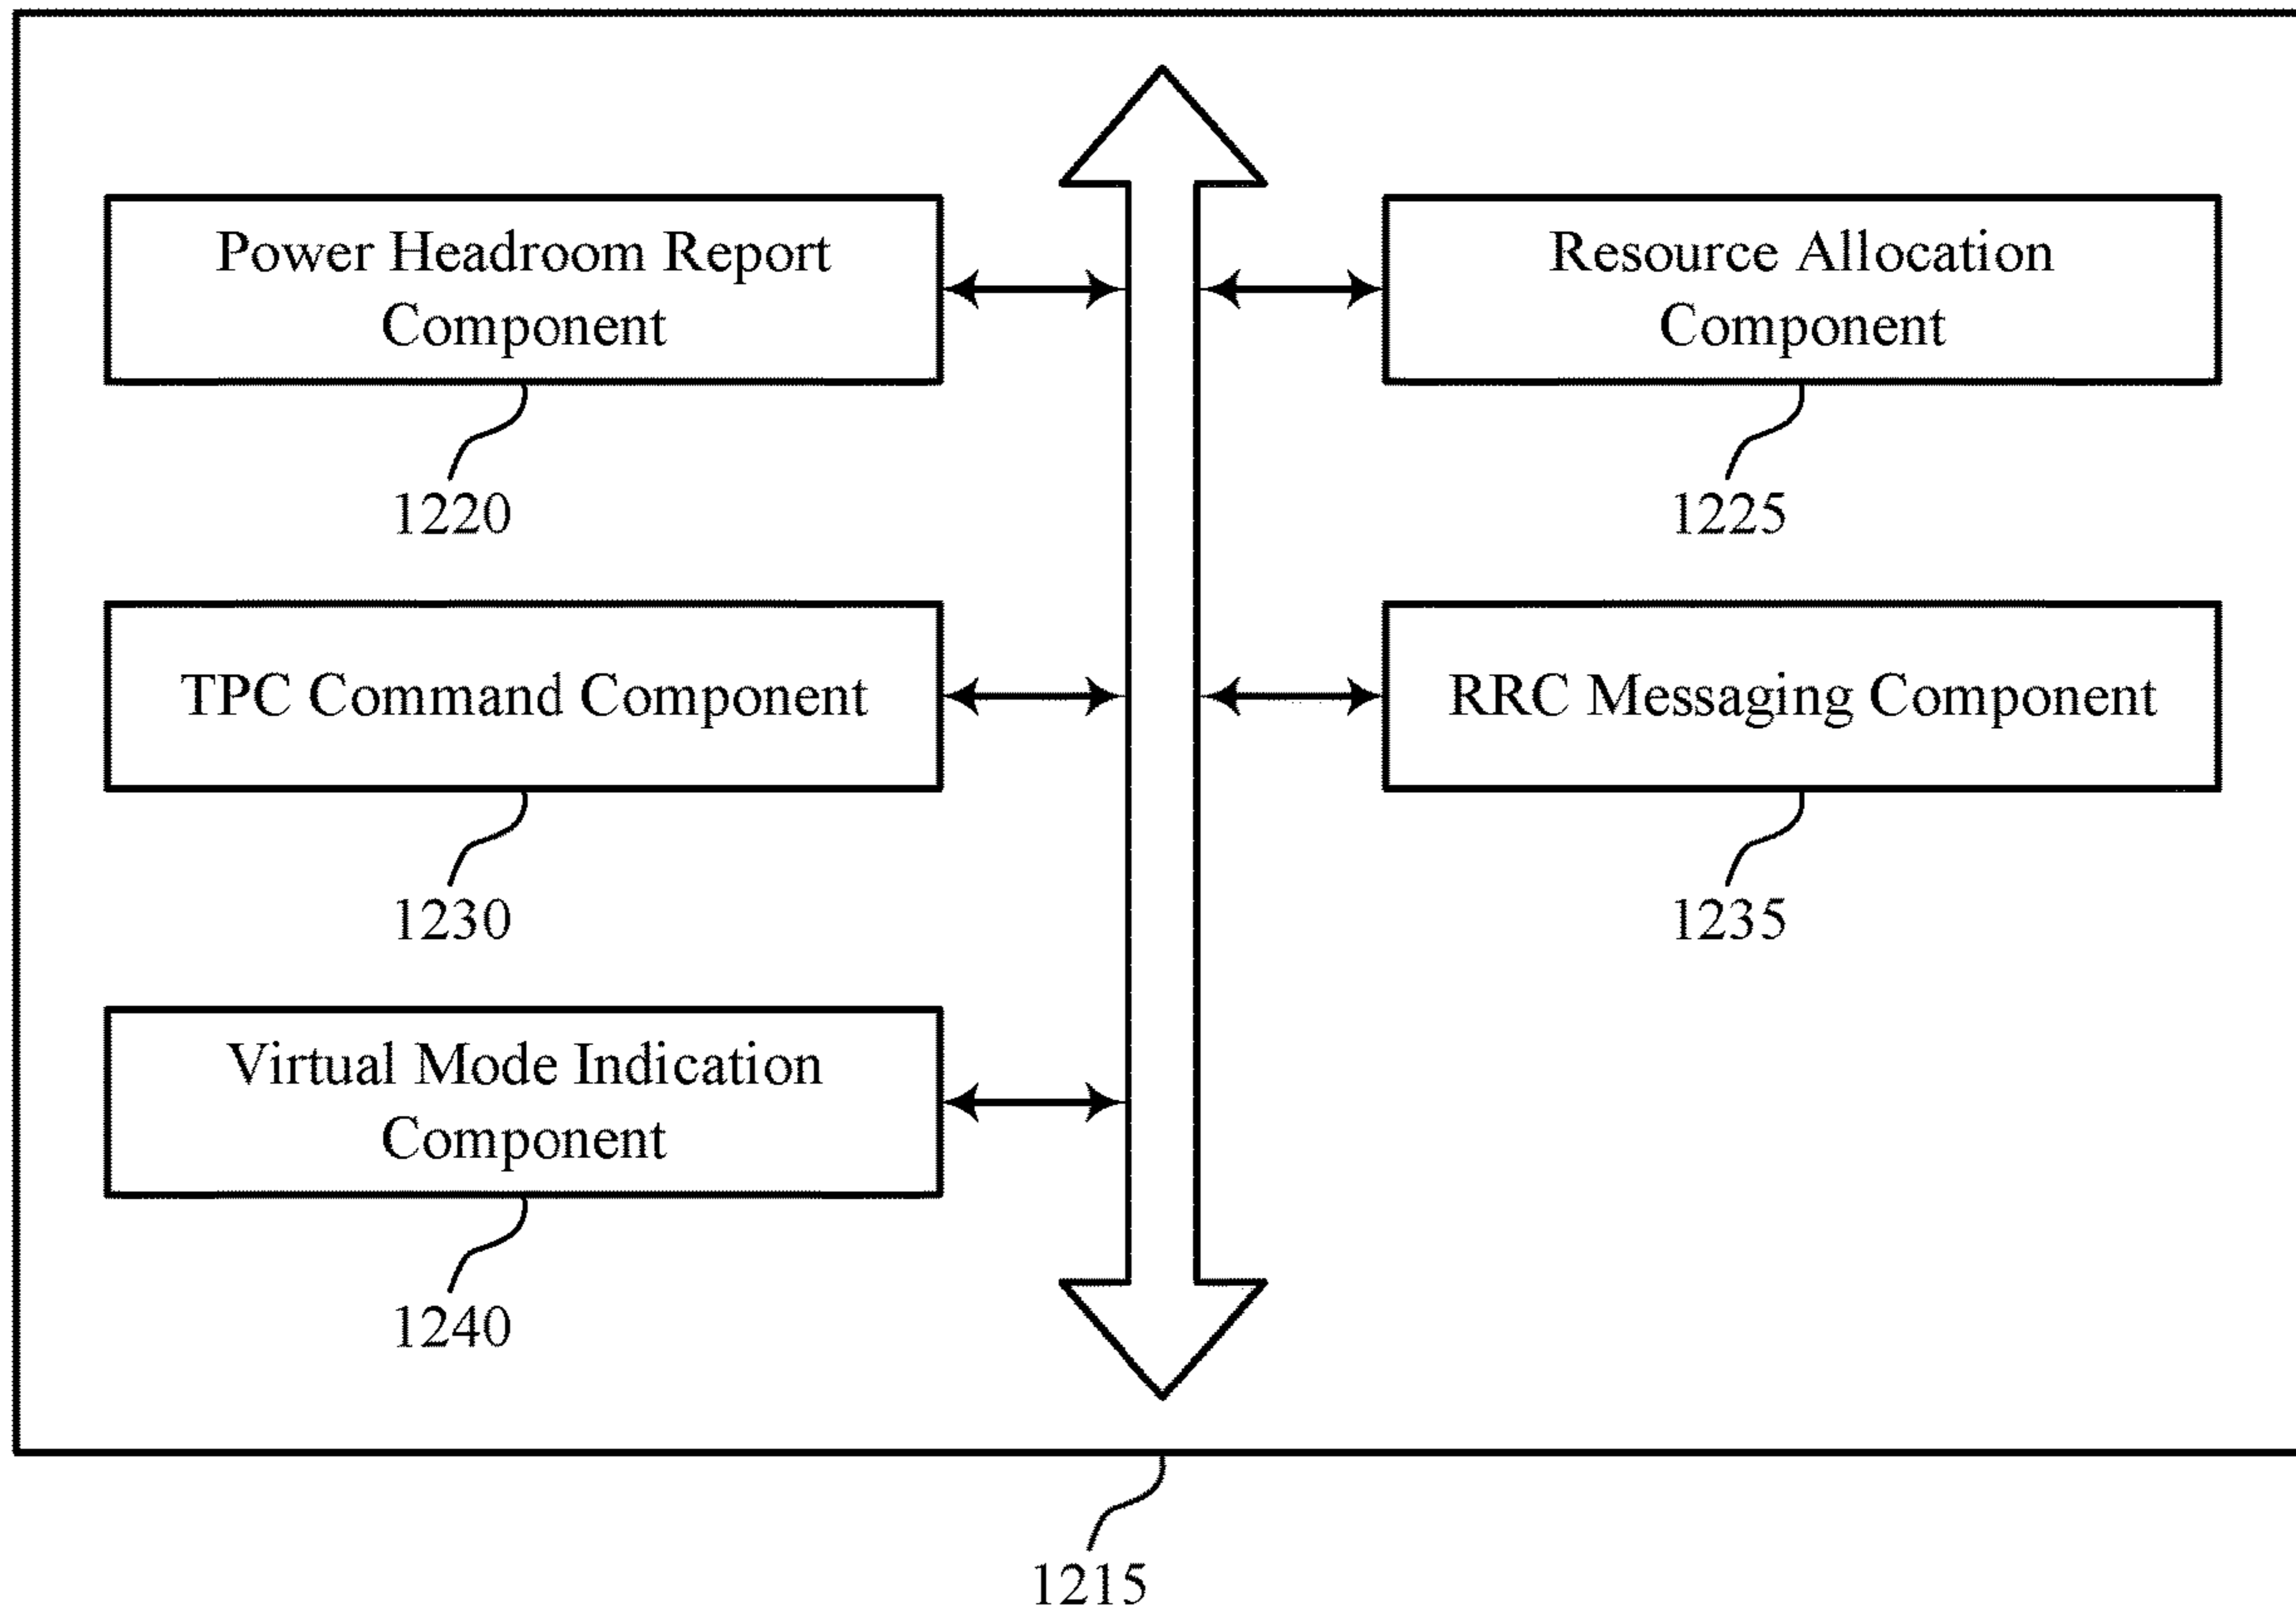 Power Headroom Report
Component
1220
Resource Allocation
Component
1225
TPC Command Component
1230
RRC Messaging Component
1235
Virtual Mode Indication
Component
1240
1215